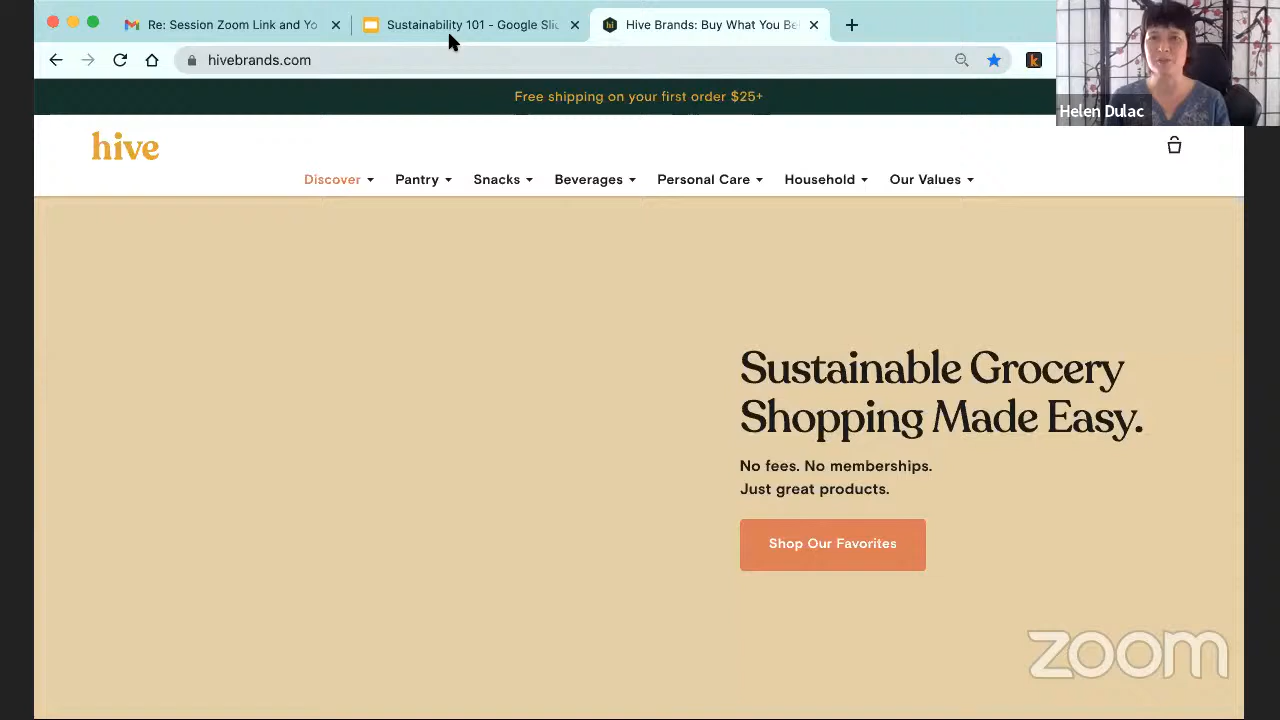 Re: Session Zoom Link and Yo
Sustainability 101 - Google Slid
Hive Brands: Buy What You Be
hivebrands.com
k
Helen Dulac
Free shipping on your first order $25+
hive
Discover Pantry Snacks Beverages Personal Care Household Our Values
Sustainable Grocery
Shopping Made Easy.
No fees. No memberships.
Just great products.
Shop Our Favorites
zoom